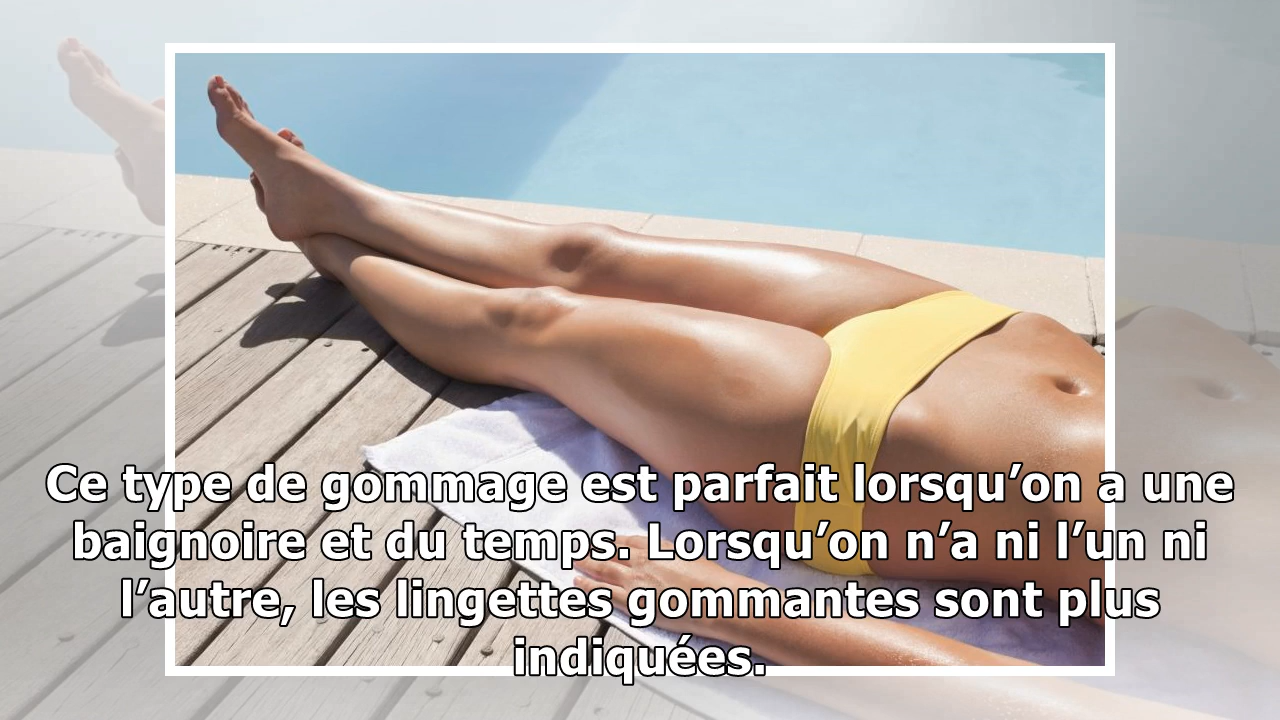 Ce type de gommage est parfait lorsqu’on a une
baignoire et du temps. Lorsqu’on n’a ni l’un ni
l’autre, les lingettes gommantes sont plus
indiquées.